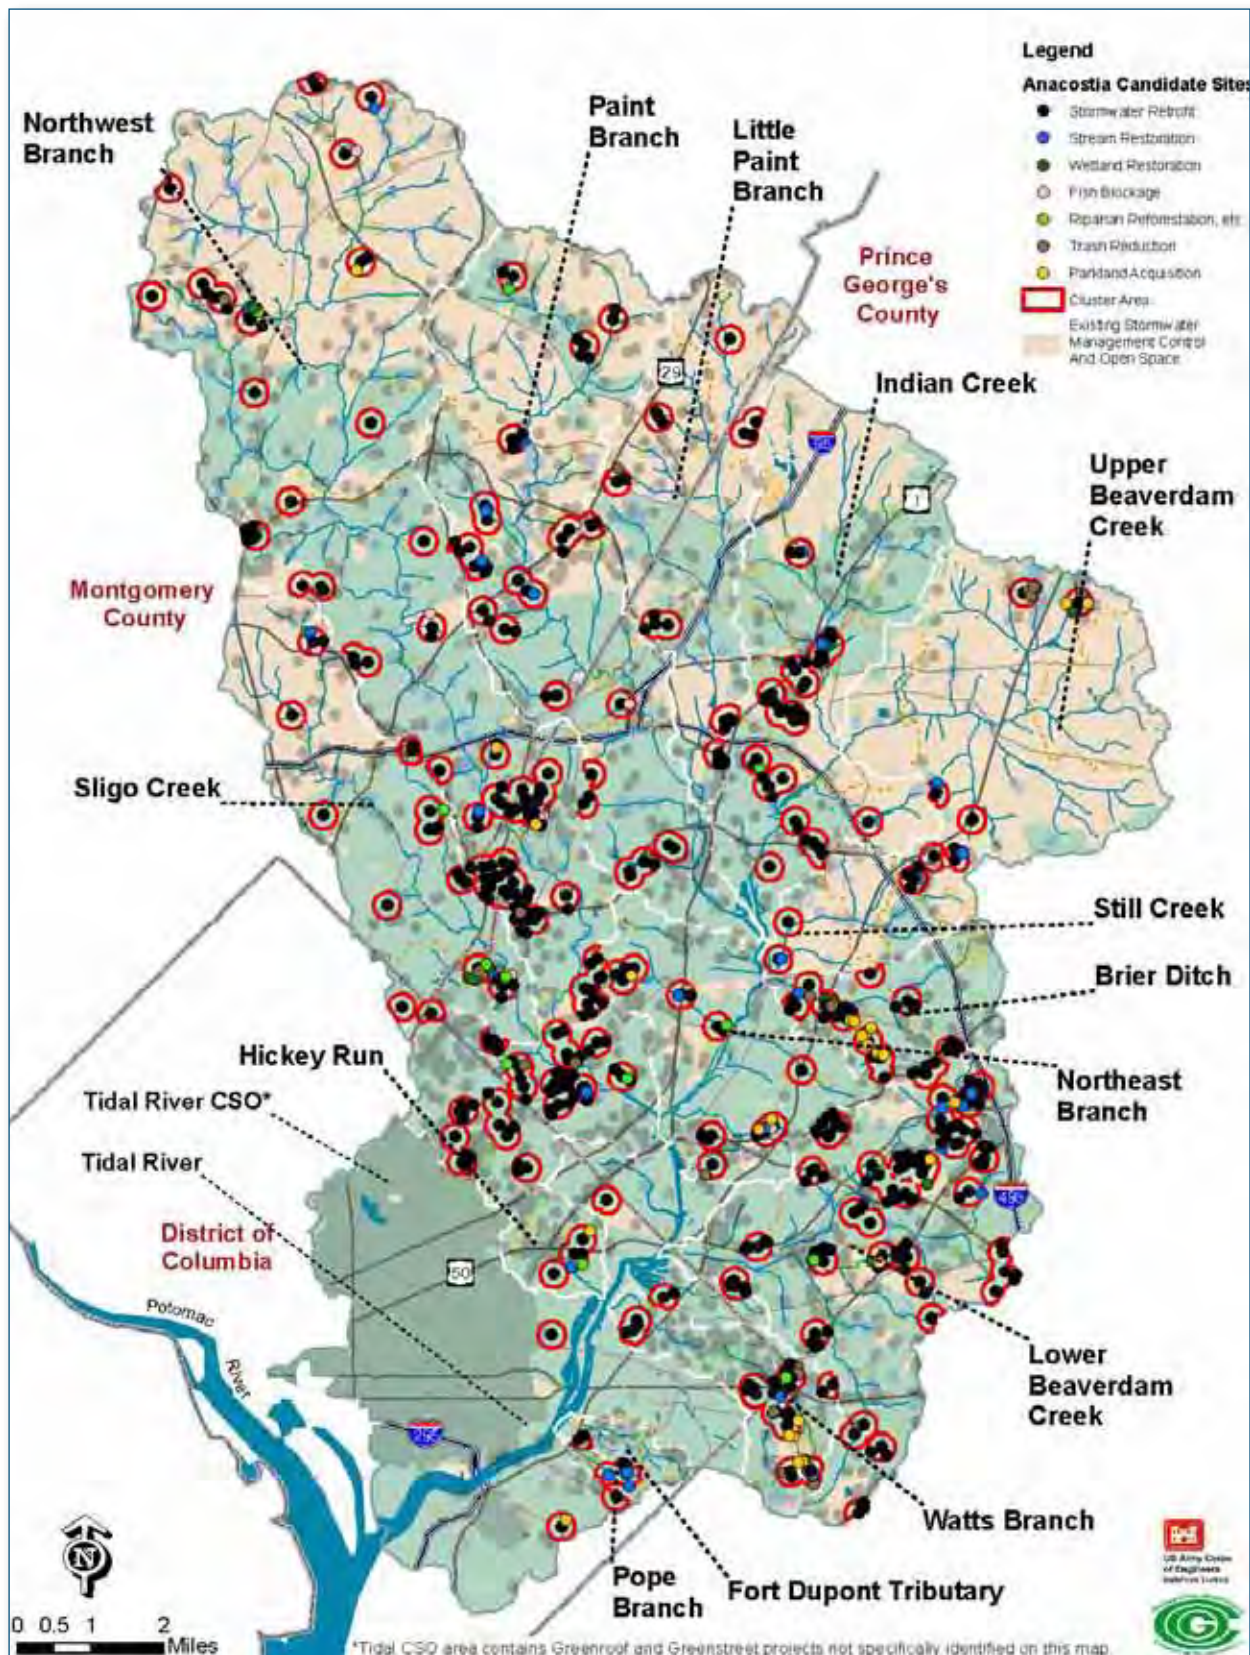 Legend
Anacostia Candidate Sites
Stormwater Retrofit
Stream Restoration
Wetland Restoration
Fish Blockage
Riparian Reforestation, etc
Trash Reduction
Parkland Acquisition
Cluster Area
Existing Stormwater
Management Control
And Open Space
Northwest
Branch
Paint
Branch
Little
Paint
Branch
Prince
George's
County
29
Indian Creek
95
1
Upper
Beaverdam
Creek
Montgomery
County
Sligo Creek
Still Creek
Brier Ditch
Hickey Run
Northeast
Branch
Tidal River CSO*
Tidal River
495
District of
Columbia
50
Potomac
River
Lower
Beaverdam
Creek
295
Watts Branch
Pope
Branch
Fort Dupont Tributary
N
US Army Corps
of Engineers
0 0.5 1 2
Miles
*Tidal CSO area contains Greenroof and Greenstreet projects not specifically identified on this map.